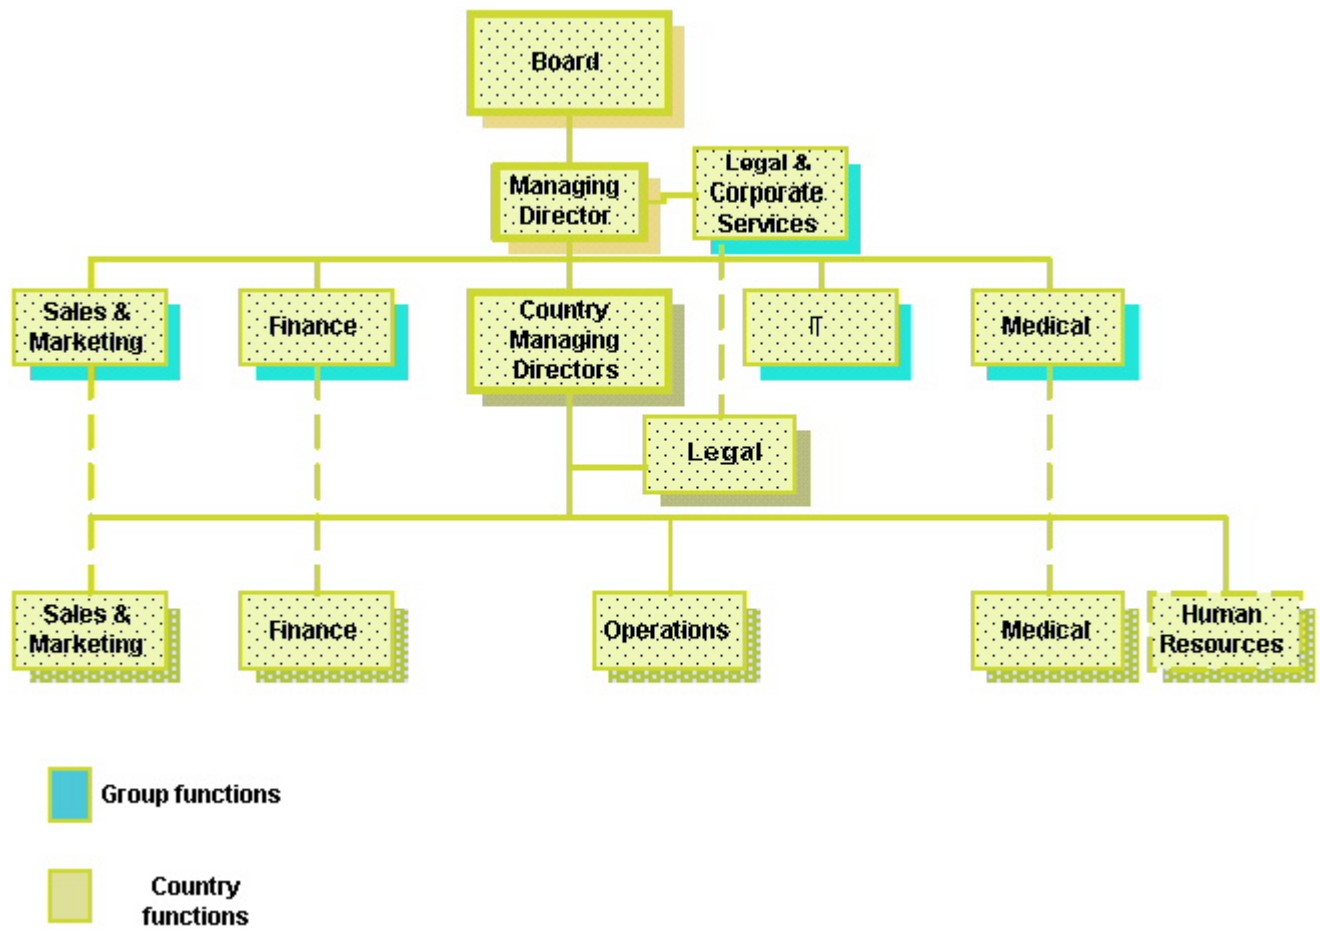 Board
Managing
Director
Legal &
Corporate
Services
Sales &
Marketing
Finance
Country
Managing
Directors
IT
Medical
Legal
Sales &
Marketing
Finance
Operations
Medical
Human
Resources
Group functions
Country
functions